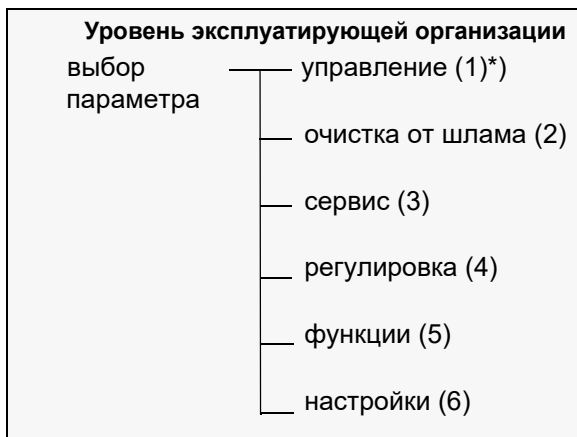 Уровень эксплуатирующей организации
выбор управление (1)*)
параметра
очистка от шлама (2)
сервис (3)
регулировка (4)
функции (5)
настройки (6)